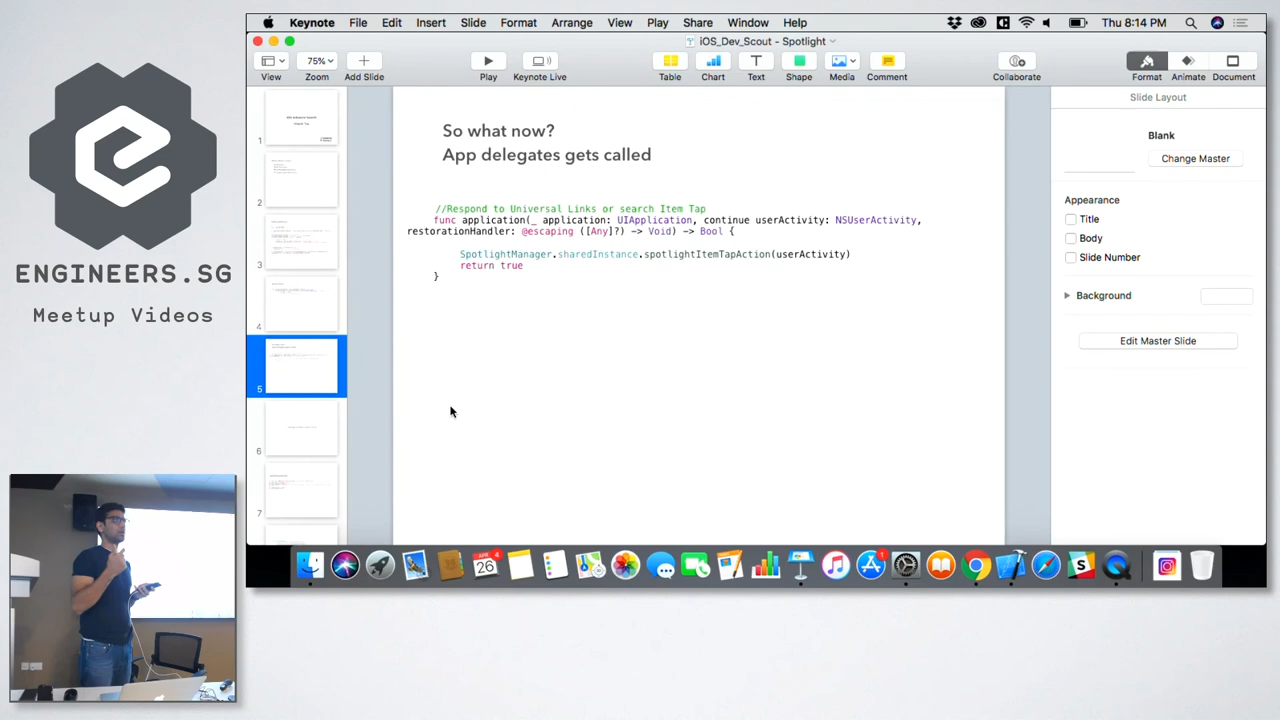 Keynote File Edit Insert Slide Format Arrange View Play Share Window Help Thu 8:14 PM
iOS_Dev_Scout - Spotlight
75%
View Zoom Add Slide Play Keynote Live Table Chart Text Shape Media Comment Collaborate Format Animate Document
Slide Layout
Blank
Change Master
Appearance
Title
Body
Slide Number
Background
Edit Master Slide
1
2
3
4
5
6
7
So what now?
App delegates gets called
//Respond to Universal Links or search Item Tap
func application(_ application: UIApplication, continue userActivity: NSUserActivity,
restorationHandler: @escaping ([Any]?) -> Void) -> Bool {
SpotlightManager.sharedInstance.spotlightItemTapAction(userActivity)
return true
}
ENGINEERS.SG
Meetup Videos
APR 4
26
1